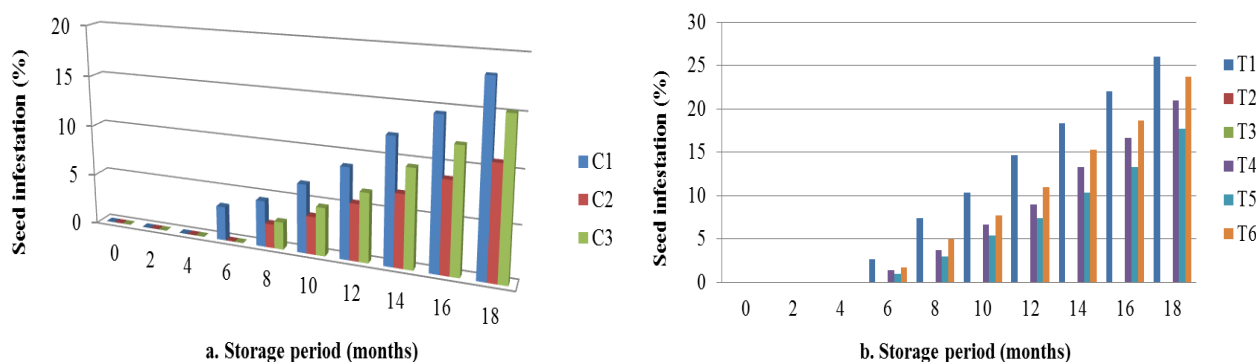 20
15
10
5
0
Seed infestation (%)
0 2 4 6 8 10 12 14 16 18
C1
C2
C3
a. Storage period (months)
30
25
20
15
10
5
0
Seed infestation (%)
0 2 4 6 8 10 12 14 16 18
T1
T2
T3
T4
T5
T6
b. Storage period (months)